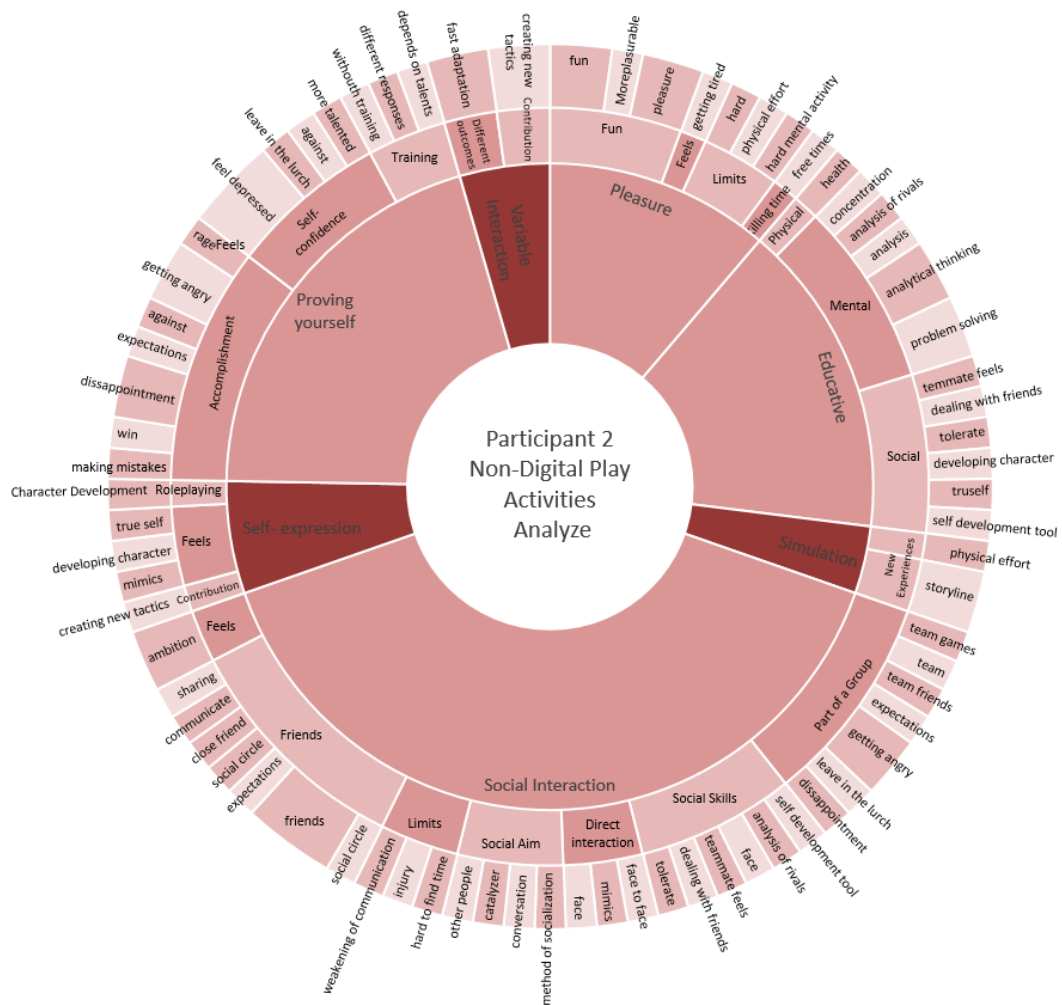 Participant 2
Non-Digital Play
Activities
Analyze
Pleasure
Fun
fun
Moreplasurable
pleasure
Feels
getting tired
Limits
hard
physical effort
hard mental activity
illing time
free times
Educative
Physical
health
Mental
concentration
analysis of rivals
analysis
analytical thinking
problem solving
Social
temmate feels
dealing with friends
tolerate
developing character
truself
self development tool
Simulation
New
Experiences
physical effort
storyline
Social Interaction
Part of a Group
team games
team
team friends
expectations
getting angry
leave in the lurch
dissappointment
Social Skills
self development tool
analysis of rivals
face
teammate feels
dealing with friends
tolerate
Direct
interaction
face to face
mimics
face
Social Aim
method of socialization
conversation
catalyzer
other people
Limits
hard to find time
injury
weakening of communication
Friends
social circle
friends
expectations
social circle
close friend
communicate
sharing
Feels
ambition
Self- expression
Contribution
creating new tactics
Feels
mimics
developing character
true self
Roleplaying
Character Development
Proving
yourself
Accomplishment
making mistakes
win
dissappointment
expectations
against
getting angry
Feels
rage
Self-
confidence
feel depressed
leave in the lurch
against
more talented
Training
withouth training
different responses
depends on talents
Variable
Interaction
Different
outcomes
fast adaptation
Contribution
creating new
tactics